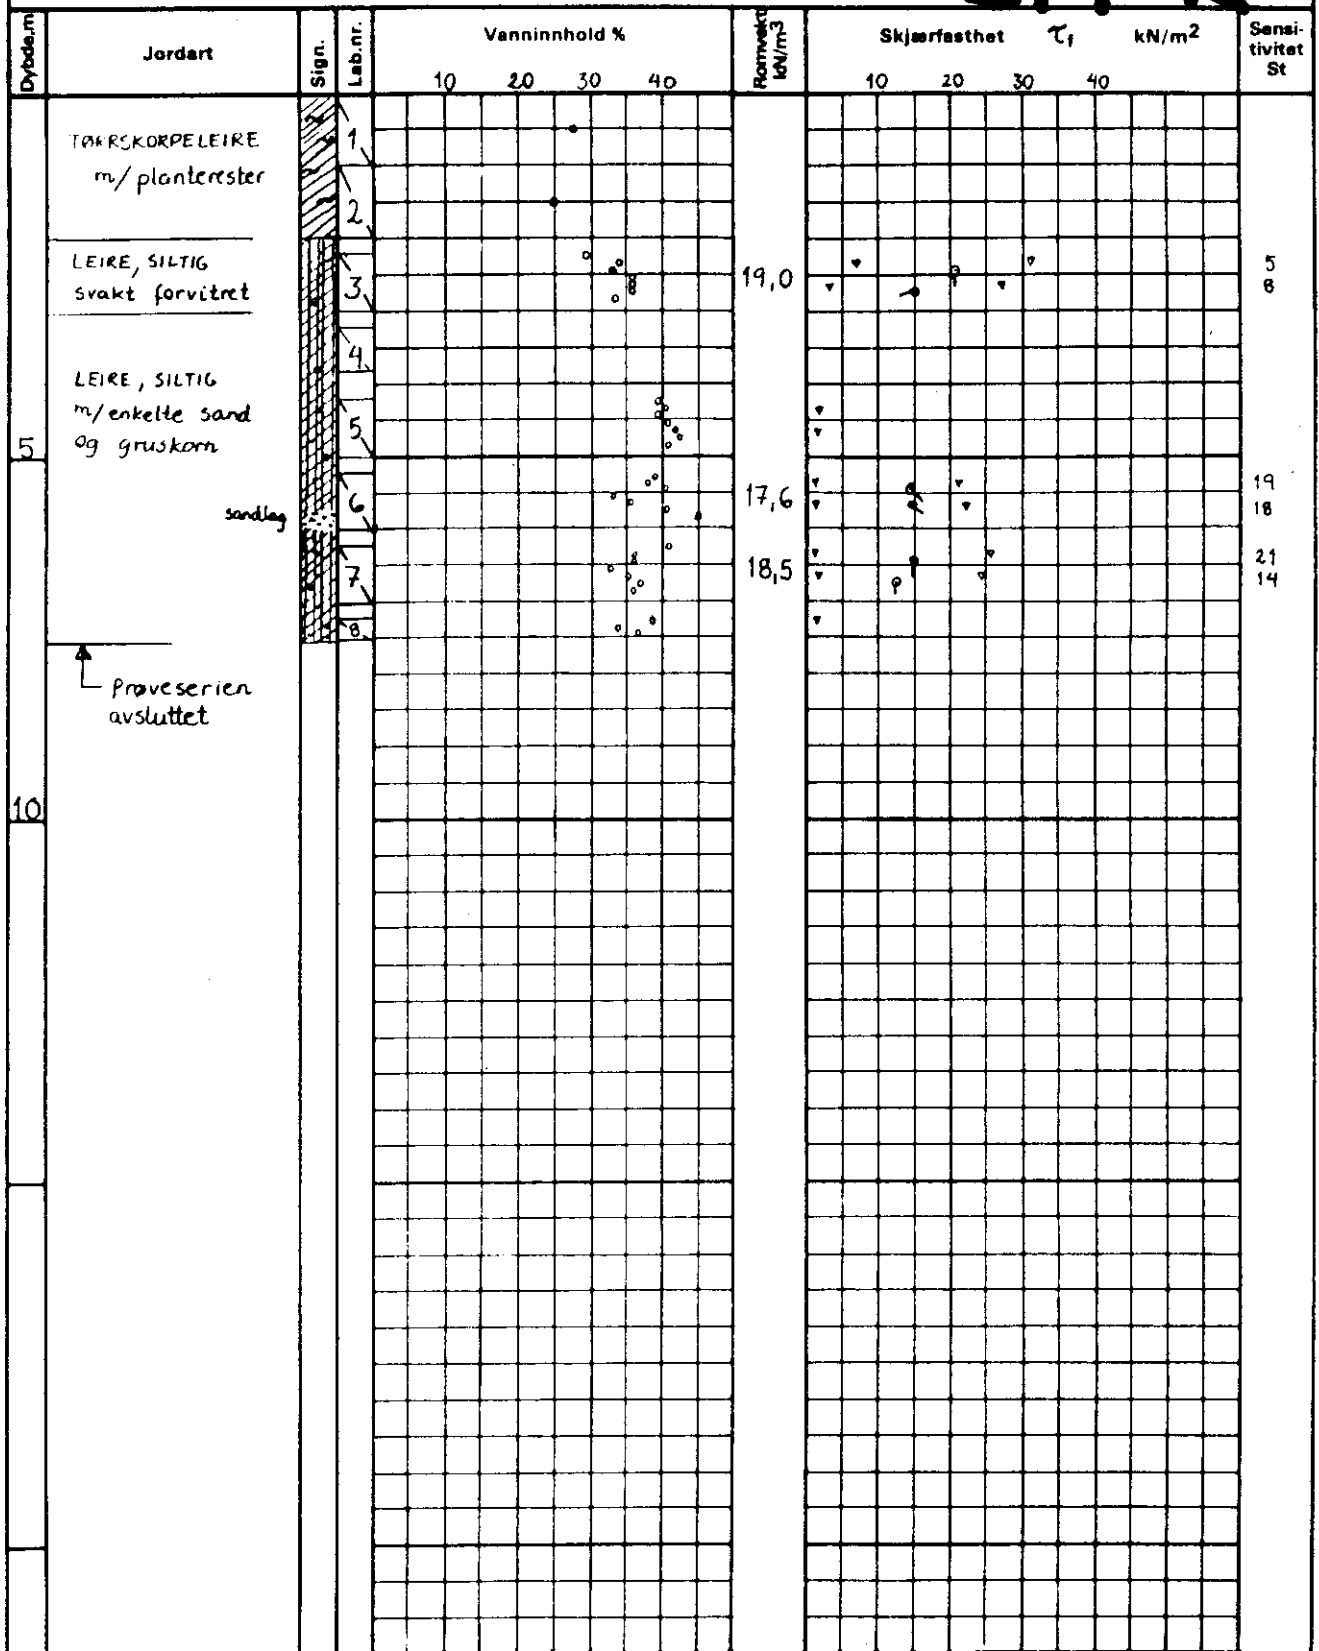 Dybde,m
Jordart
Sign.
Lab.nr.
Vanninnhold %
10 20 30 40
Romvekt kN/m3
Skjærfasthet τf kN/m2
10 20 30 40
Sensi-
tivitet
St
TØRRSKORPELEIRE
m/ planterester
1
2
LEIRE, SILTIG
svakt forvitret
3
19,0
5
8
4
LEIRE, SILTIG
m/enkelte sand
og gruskorn
5
5
sandlag
6
17,6
19
18
7
18,5
21
14
8
Prøveserien
avsluttet
10